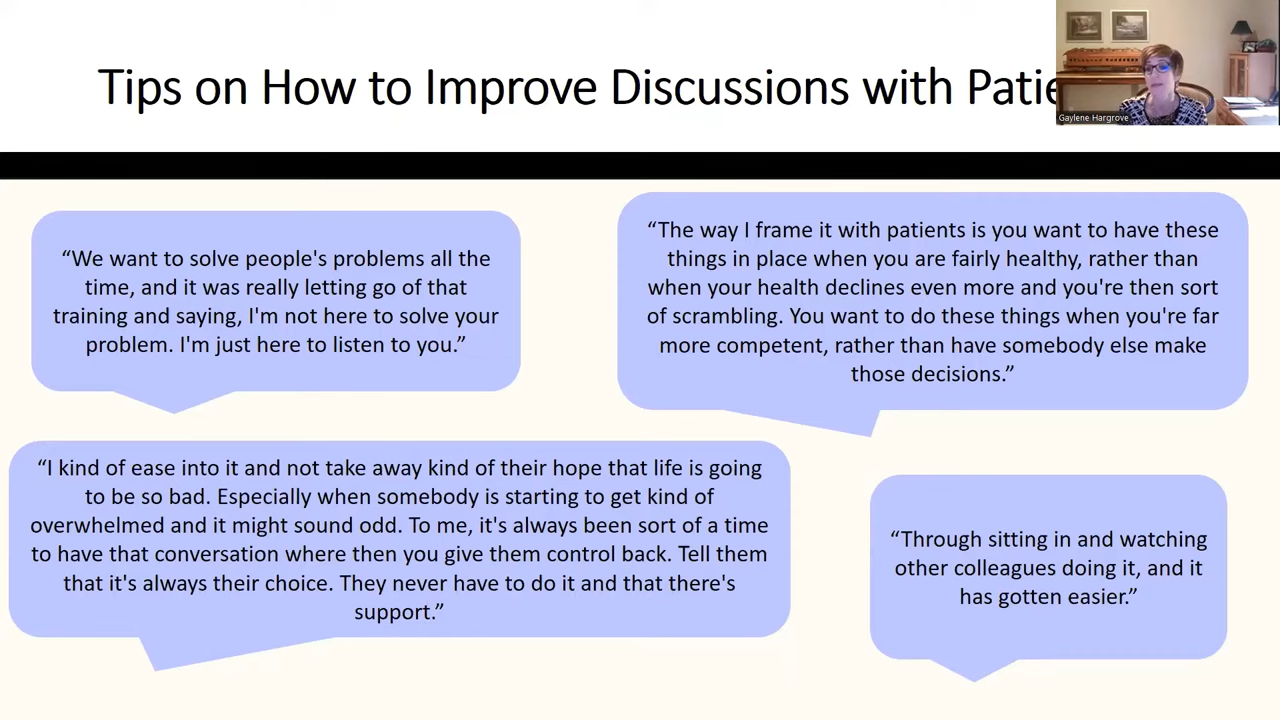 Tips on How to Improve Discussions with Patie
Gaylene Hargrove
“We want to solve people's problems all the
time, and it was really letting go of that
training and saying, I'm not here to solve your
problem. I'm just here to listen to you.”
“The way I frame it with patients is you want to have these
things in place when you are fairly healthy, rather than
when your health declines even more and you're then sort
of scrambling. You want to do these things when you're far
more competent, rather than have somebody else make
those decisions.”
“I kind of ease into it and not take away kind of their hope that life is going
to be so bad. Especially when somebody is starting to get kind of
overwhelmed and it might sound odd. To me, it's always been sort of a time
to have that conversation where then you give them control back. Tell them
that it's always their choice. They never have to do it and that there's
support.”
“Through sitting in and watching
other colleagues doing it, and it
has gotten easier.”